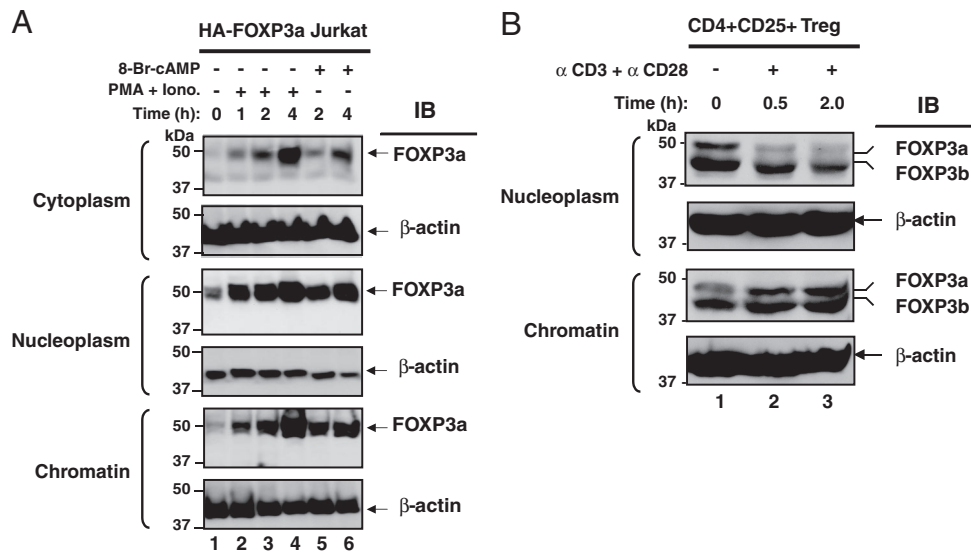 A
HA-FOXP3a Jurkat
8-Br-cAMP - - - - + +
PMA + Iono. - + + + - -
Time (h): 0 1 2 4 2 4
IB
kDa
Cytoplasm
50
37
FOXP3a
50
37
β-actin
Nucleoplasm
50
37
FOXP3a
50
37
β-actin
Chromatin
50
37
FOXP3a
50
37
β-actin
1 2 3 4 5 6
B
CD4+CD25+ Treg
α CD3 + α CD28 - + +
Time (h): 0 0.5 2.0
IB
kDa
Nucleoplasm
50
37
FOXP3a
FOXP3b
37
β-actin
Chromatin
50
37
FOXP3a
FOXP3b
37
β-actin
1 2 3